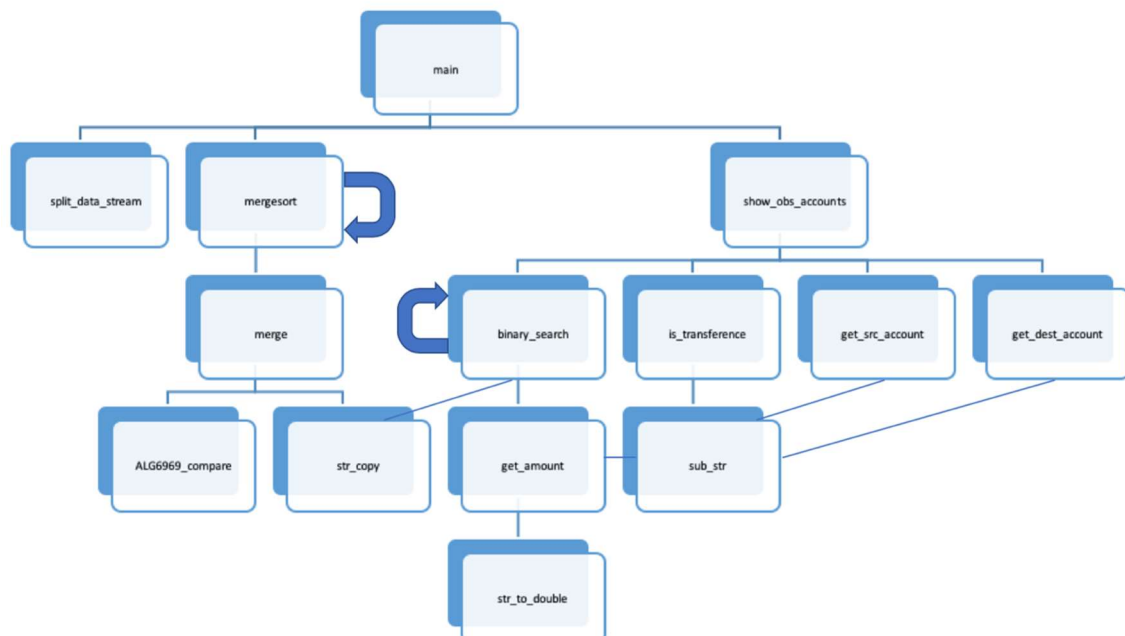 main
split_data_stream
mergesort
show_obs_accounts
merge
binary_search
is_transference
get_src_account
get_dest_account
ALG6969_compare
str_copy
get_amount
sub_str
str_to_double